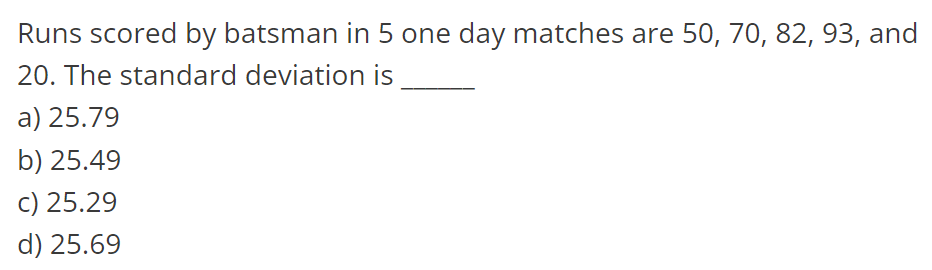 Runs scored by batsman in 5 one day matches are 50, 70, 82, 93, and
20. The standard deviation is ______
a) 25.79
b) 25.49
c) 25.29
d) 25.69